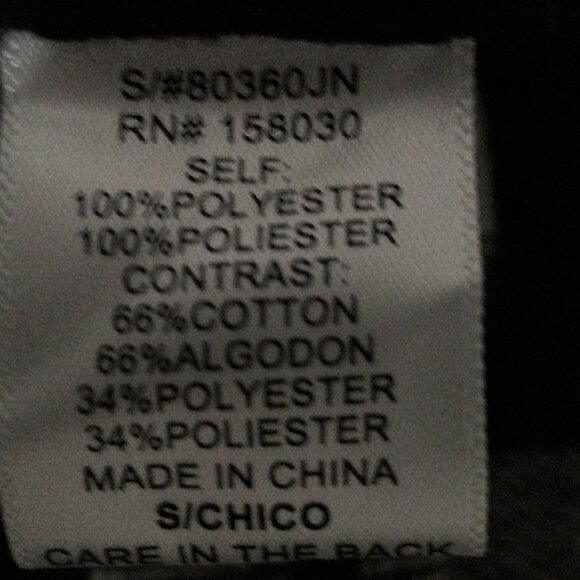 S/#80360JN
RN# 158030
SELF:
100%POLYESTER
100%POLIESTER
CONTRAST:
66%COTTON
66%ALGODON
34%POLYESTER
34%POLIESTER
MADE IN CHINA
S/CHICO
CARE IN THE BACK